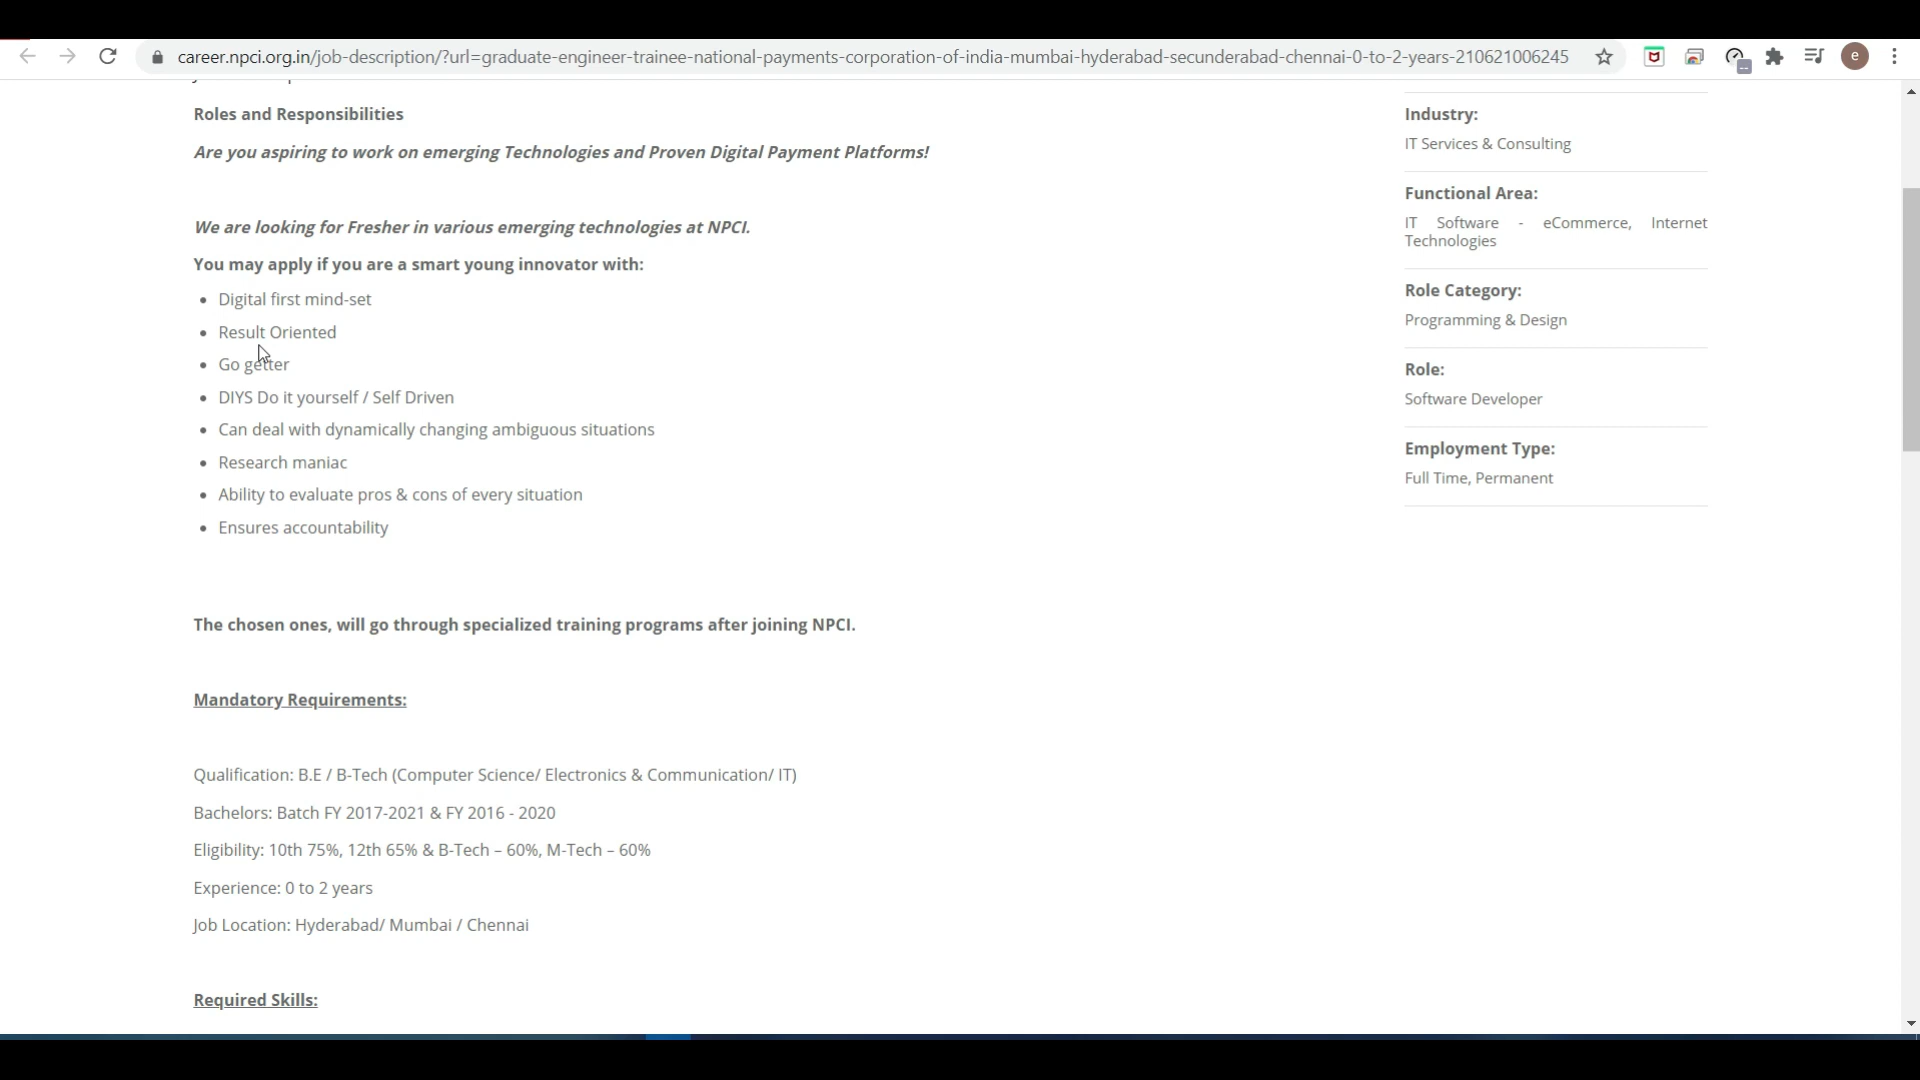 career.npci.org.in/job-description/?url=graduate-engineer-trainee-national-payments-corporation-of-india-mumbai-hyderabad-secunderabad-chennai-0-to-2-years-210621006245
e
Roles and Responsibilities
Are you aspiring to work on emerging Technologies and Proven Digital Payment Platforms!
We are looking for Fresher in various emerging technologies at NPCI.
You may apply if you are a smart young innovator with:
• Digital first mind-set
• Result Oriented
• Go getter
• DIYS Do it yourself / Self Driven
• Can deal with dynamically changing ambiguous situations
• Research maniac
• Ability to evaluate pros & cons of every situation
• Ensures accountability
The chosen ones, will go through specialized training programs after joining NPCI.
Mandatory Requirements:
Qualification: B.E / B-Tech (Computer Science/ Electronics & Communication/ IT)
Bachelors: Batch FY 2017-2021 & FY 2016 - 2020
Eligibility: 10th 75%, 12th 65% & B-Tech – 60%, M-Tech – 60%
Experience: 0 to 2 years
Job Location: Hyderabad/ Mumbai / Chennai
Required Skills:
Industry:
IT Services & Consulting
Functional Area:
IT Software - eCommerce, Internet
Technologies
Role Category:
Programming & Design
Role:
Software Developer
Employment Type:
Full Time, Permanent